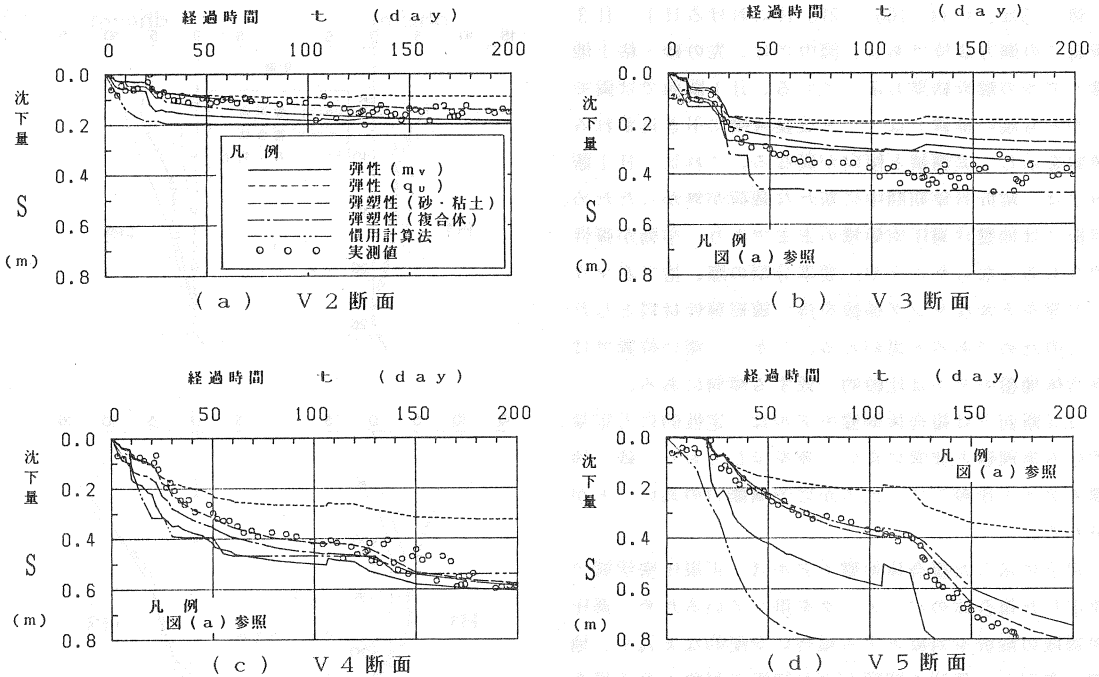 経過時間 t (day)
0 50 100 150 200
0.0
0.2
0.4
0.6
0.8
沈下量
S
(m)
凡 例
弾性(mv)
弾性(qu)
弾塑性(砂・粘土)
弾塑性(複合体)
慣用計算法
実測値
(a) V2断面
経過時間 t (day)
0 50 100 150 200
0.0
0.2
0.4
0.6
0.8
沈下量
S
(m)
凡 例
図(a)参照
(b) V3断面
経過時間 t (day)
0 50 100 150 200
0.0
0.2
0.4
0.6
0.8
沈下量
S
(m)
凡 例
図(a)参照
(c) V4断面
経過時間 t (day)
0 50 100 150 200
0.0
0.2
0.4
0.6
0.8
沈下量
S
(m)
凡 例
図(a)参照
(d) V5断面